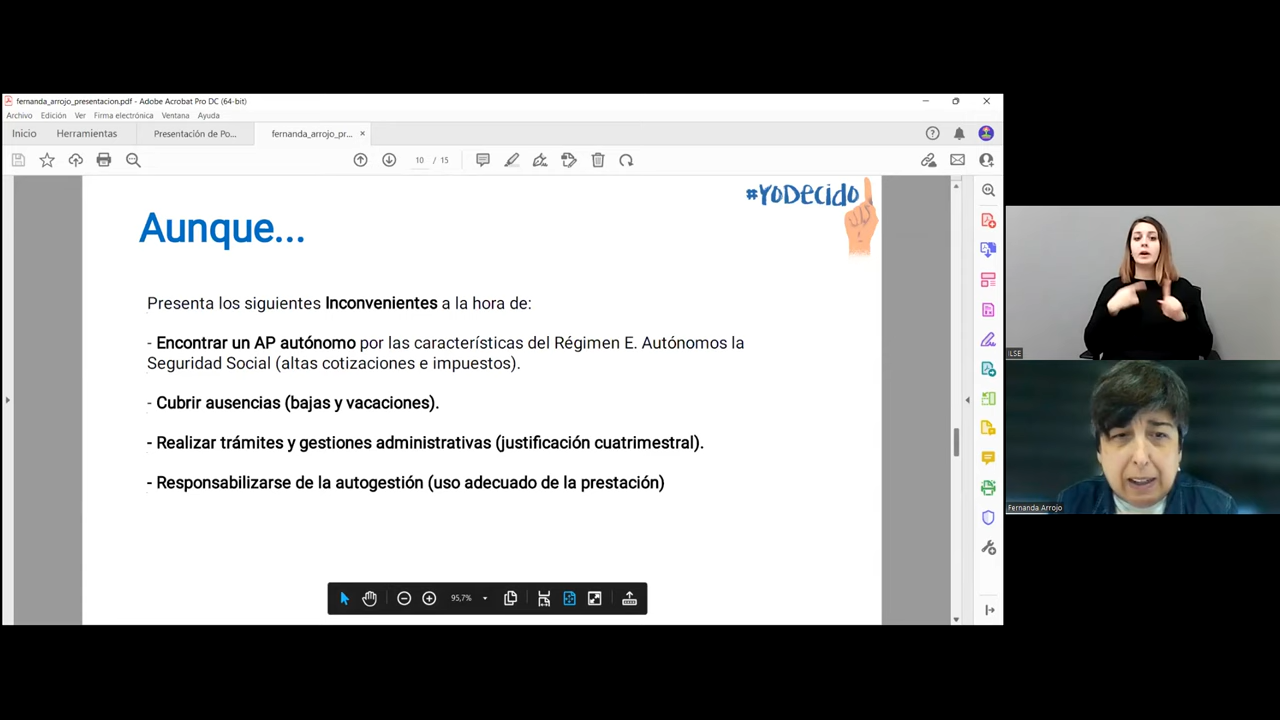 fernanda_arrojo_presentacion.pdf - Adobe Acrobat Pro DC (64-bit)
Archivo Edición Ver Firma electrónica Ventana Ayuda
Inicio Herramientas Presentación de Po... fernanda_arrojo_pr... ×
10 / 15
#YoDecido
Aunque...
Presenta los siguientes Inconvenientes a la hora de:
- Encontrar un AP autónomo por las características del Régimen E. Autónomos la
Seguridad Social (altas cotizaciones e impuestos).
- Cubrir ausencias (bajas y vacaciones).
- Realizar trámites y gestiones administrativas (justificación cuatrimestral).
- Responsabilizarse de la autogestión (uso adecuado de la prestación)
95,7%
ILSE
Fernanda Arrojo